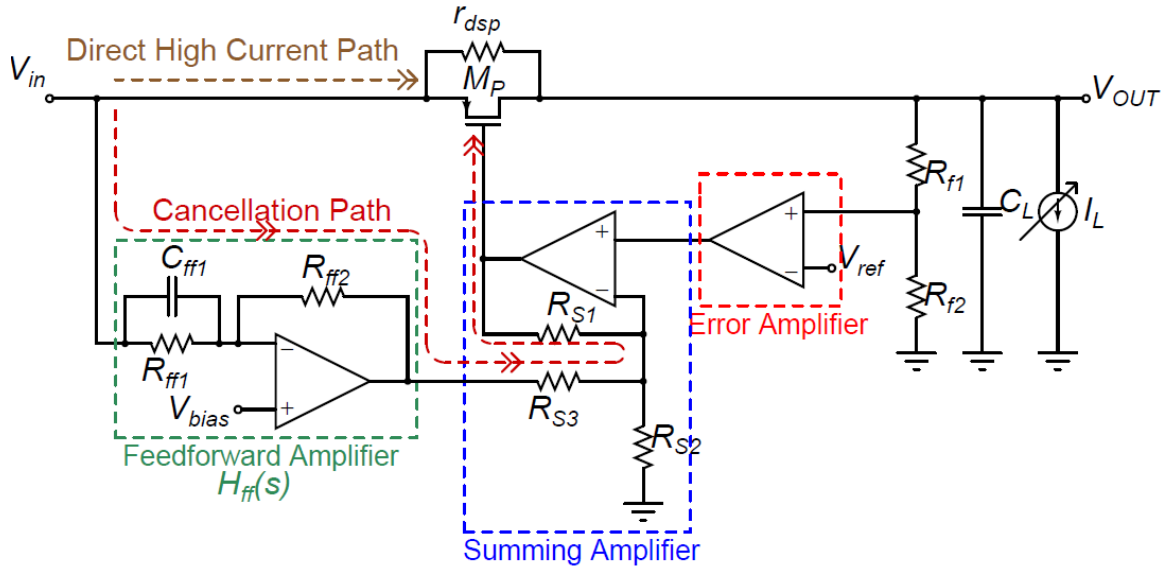 Direct High Current Path
r_dsp
M_P
V_in
V_OUT
R_f1
C_L
I_L
R_f2
+
−
V_ref
Error Amplifier
Cancellation Path
C_ff1
R_ff2
R_ff1
−
+
V_bias
Feedforward Amplifier
H_ff(s)
+
−
R_S1
R_S3
R_S2
Summing Amplifier